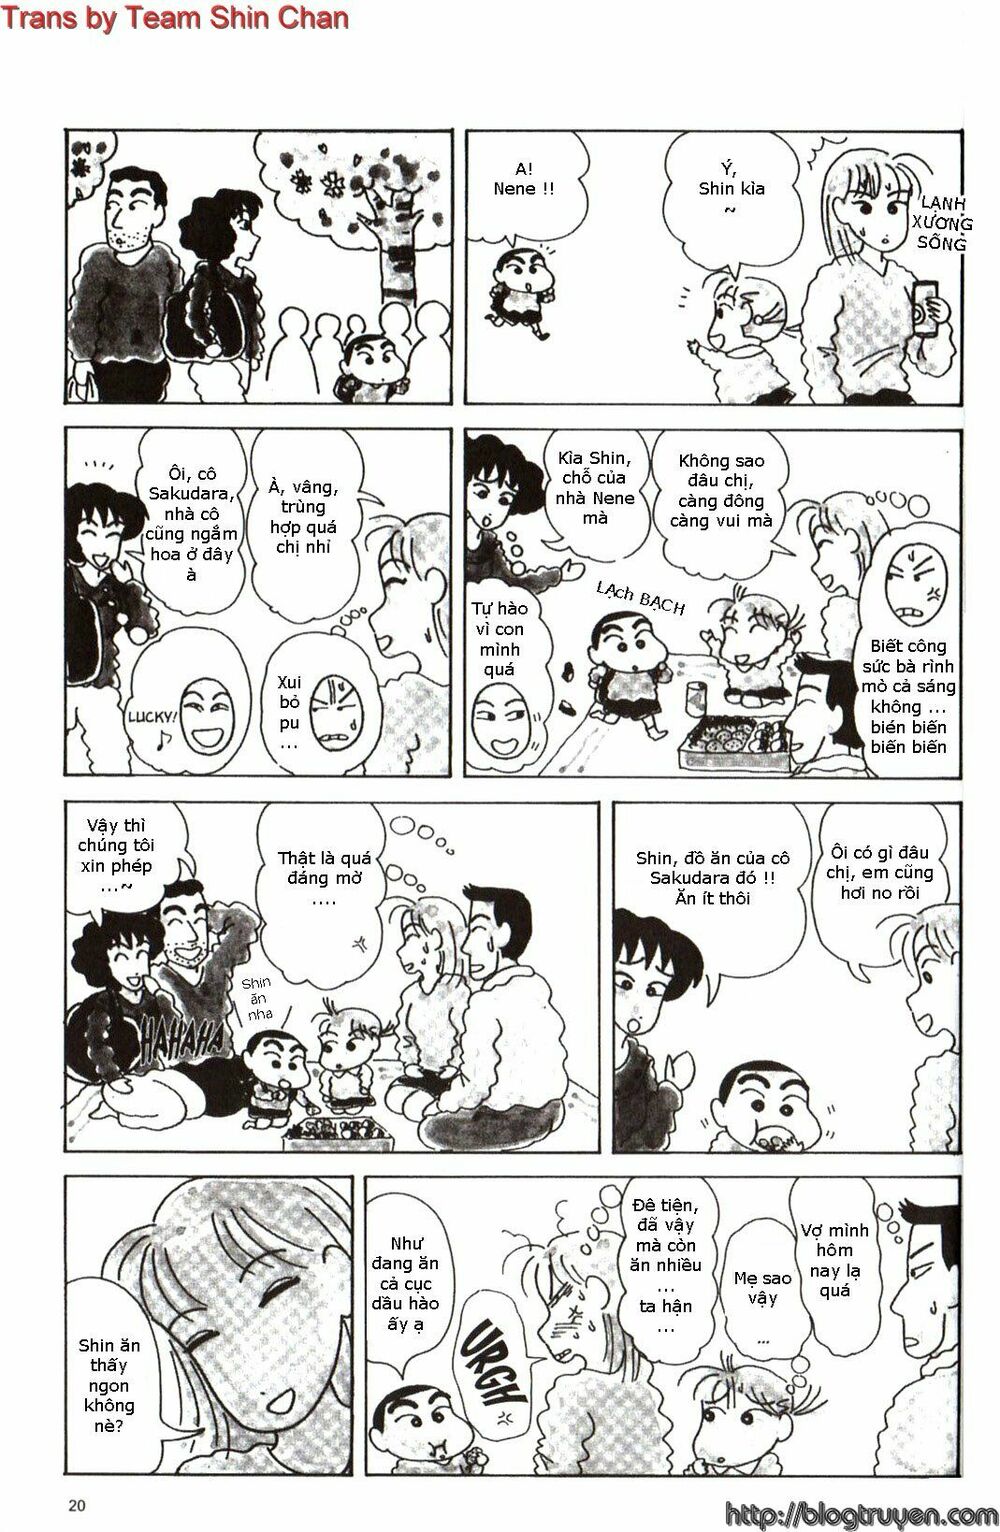 Trans by Team Shin Chan
A!
Nene !!
Ý,
Shin kìa
~
LẠNH
XƯƠNG
SỐNG
Ôi, cô
Sakudara,
nhà cô
cũng ngắm
hoa ở đây
à
À, vâng,
trùng
hợp quá
chị nhỉ
LUCKY!
♪
Xui
bỏ
pu
...
Kìa Shin,
chỗ của
nhà Nene
mà
Không sao
đâu chị,
càng đông
càng vui mà
LẠCh BẠCH
Tự hào
vì con
mình
quá
Biết công
sức bà rình
mò cả sáng
không ...
bién biến
biến biến
Vậy thì
chúng tôi
xin phép
...~
HAHAHA
Shin
ăn
nha
Thật là quá
đáng mờ
....
Shin, đồ ăn của cô
Sakudara đó !!
Ăn ít thôi
Ôi có gì đâu
chị, em cũng
hơi no rồi
Shin ăn
thấy
ngon
không
nè?
Như
đang ăn
cả cục
dầu hào
ấy ạ
URGH
Đê tiện,
đã vậy
mà còn
ăn nhiều
...
ta hận
...
Mẹ sao
vậy
...
Vợ mình
hôm
nay lạ
quá
20
http://blogtruyen.com